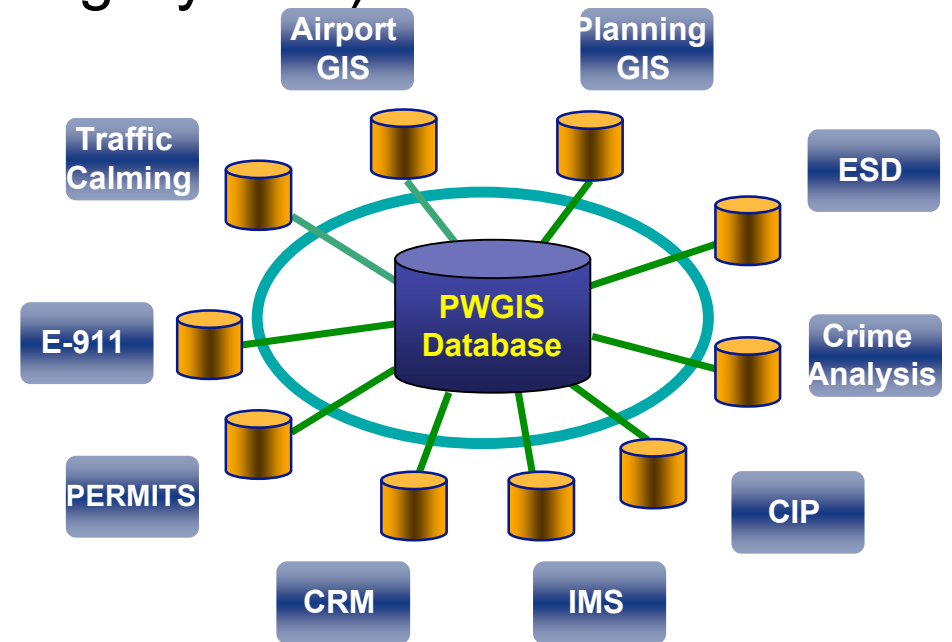 Airport
GIS
Planning
GIS
Traffic
Calming
ESD
PWGIS
Database
E-911
Crime
Analysis
PERMITS
CIP
CRM
IMS